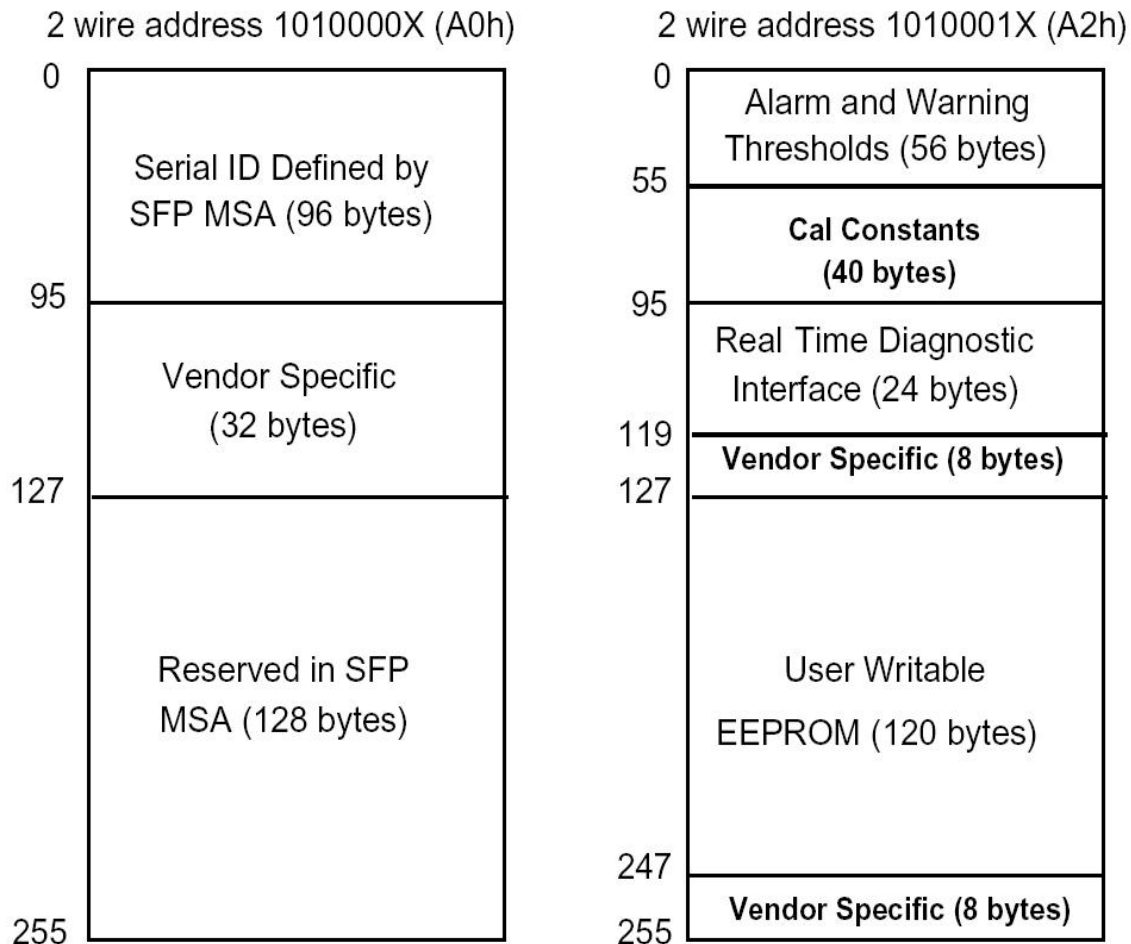 2 wire address 1010000X (A0h)
0
Serial ID Defined by
SFP MSA (96 bytes)
95
Vendor Specific
(32 bytes)
127
Reserved in SFP
MSA (128 bytes)
255
2 wire address 1010001X (A2h)
0
Alarm and Warning
Thresholds (56 bytes)
55
Cal Constants
(40 bytes)
95
Real Time Diagnostic
Interface (24 bytes)
119
Vendor Specific (8 bytes)
127
User Writable
EEPROM (120 bytes)
247
Vendor Specific (8 bytes)
255